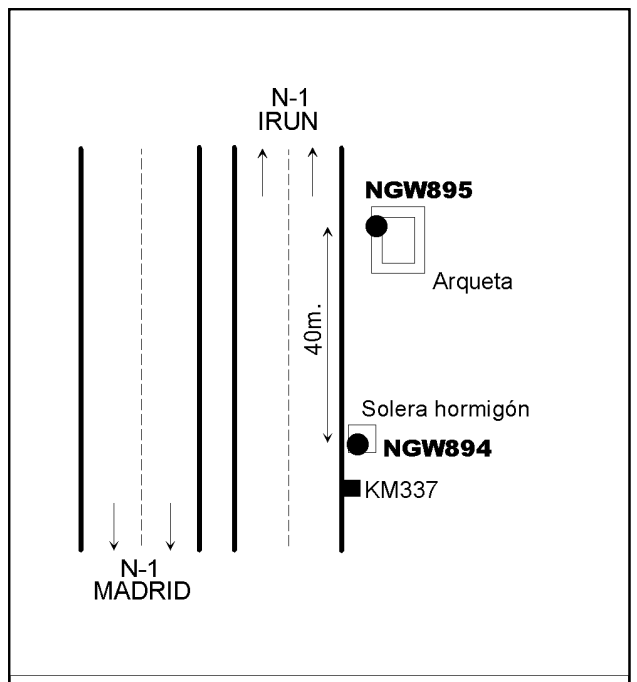 N-1
IRUN
NGW895
Arqueta
40m.
Solera hormigón
NGW894
KM337
N-1
MADRID